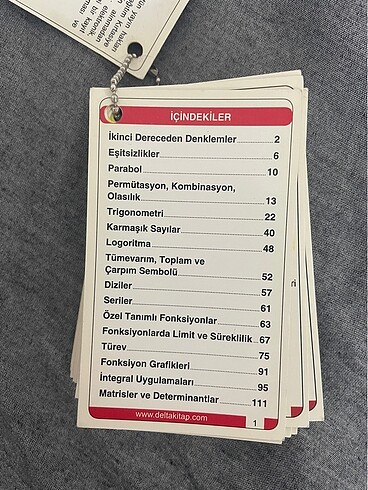 ün yayın hakları
İÇİNDEKİLER
İkinci Dereceden Denklemler 2
Eşitsizlikler 6
Parabol 10
Permütasyon, Kombinasyon,
Olasılık 13
Trigonometri 22
Karmaşık Sayılar 40
Logoritma 48
Tümevarım, Toplam ve
Çarpım Sembolü 52
Diziler 57
Seriler 61
Özel Tanımlı Fonksiyonlar 63
Fonksiyonlarda Limit ve Süreklilik 67
Türev 75
Fonksiyon Grafikleri 91
İntegral Uygulamaları 95
Matrisler ve Determinantlar 111
www.deltakitap.com
1